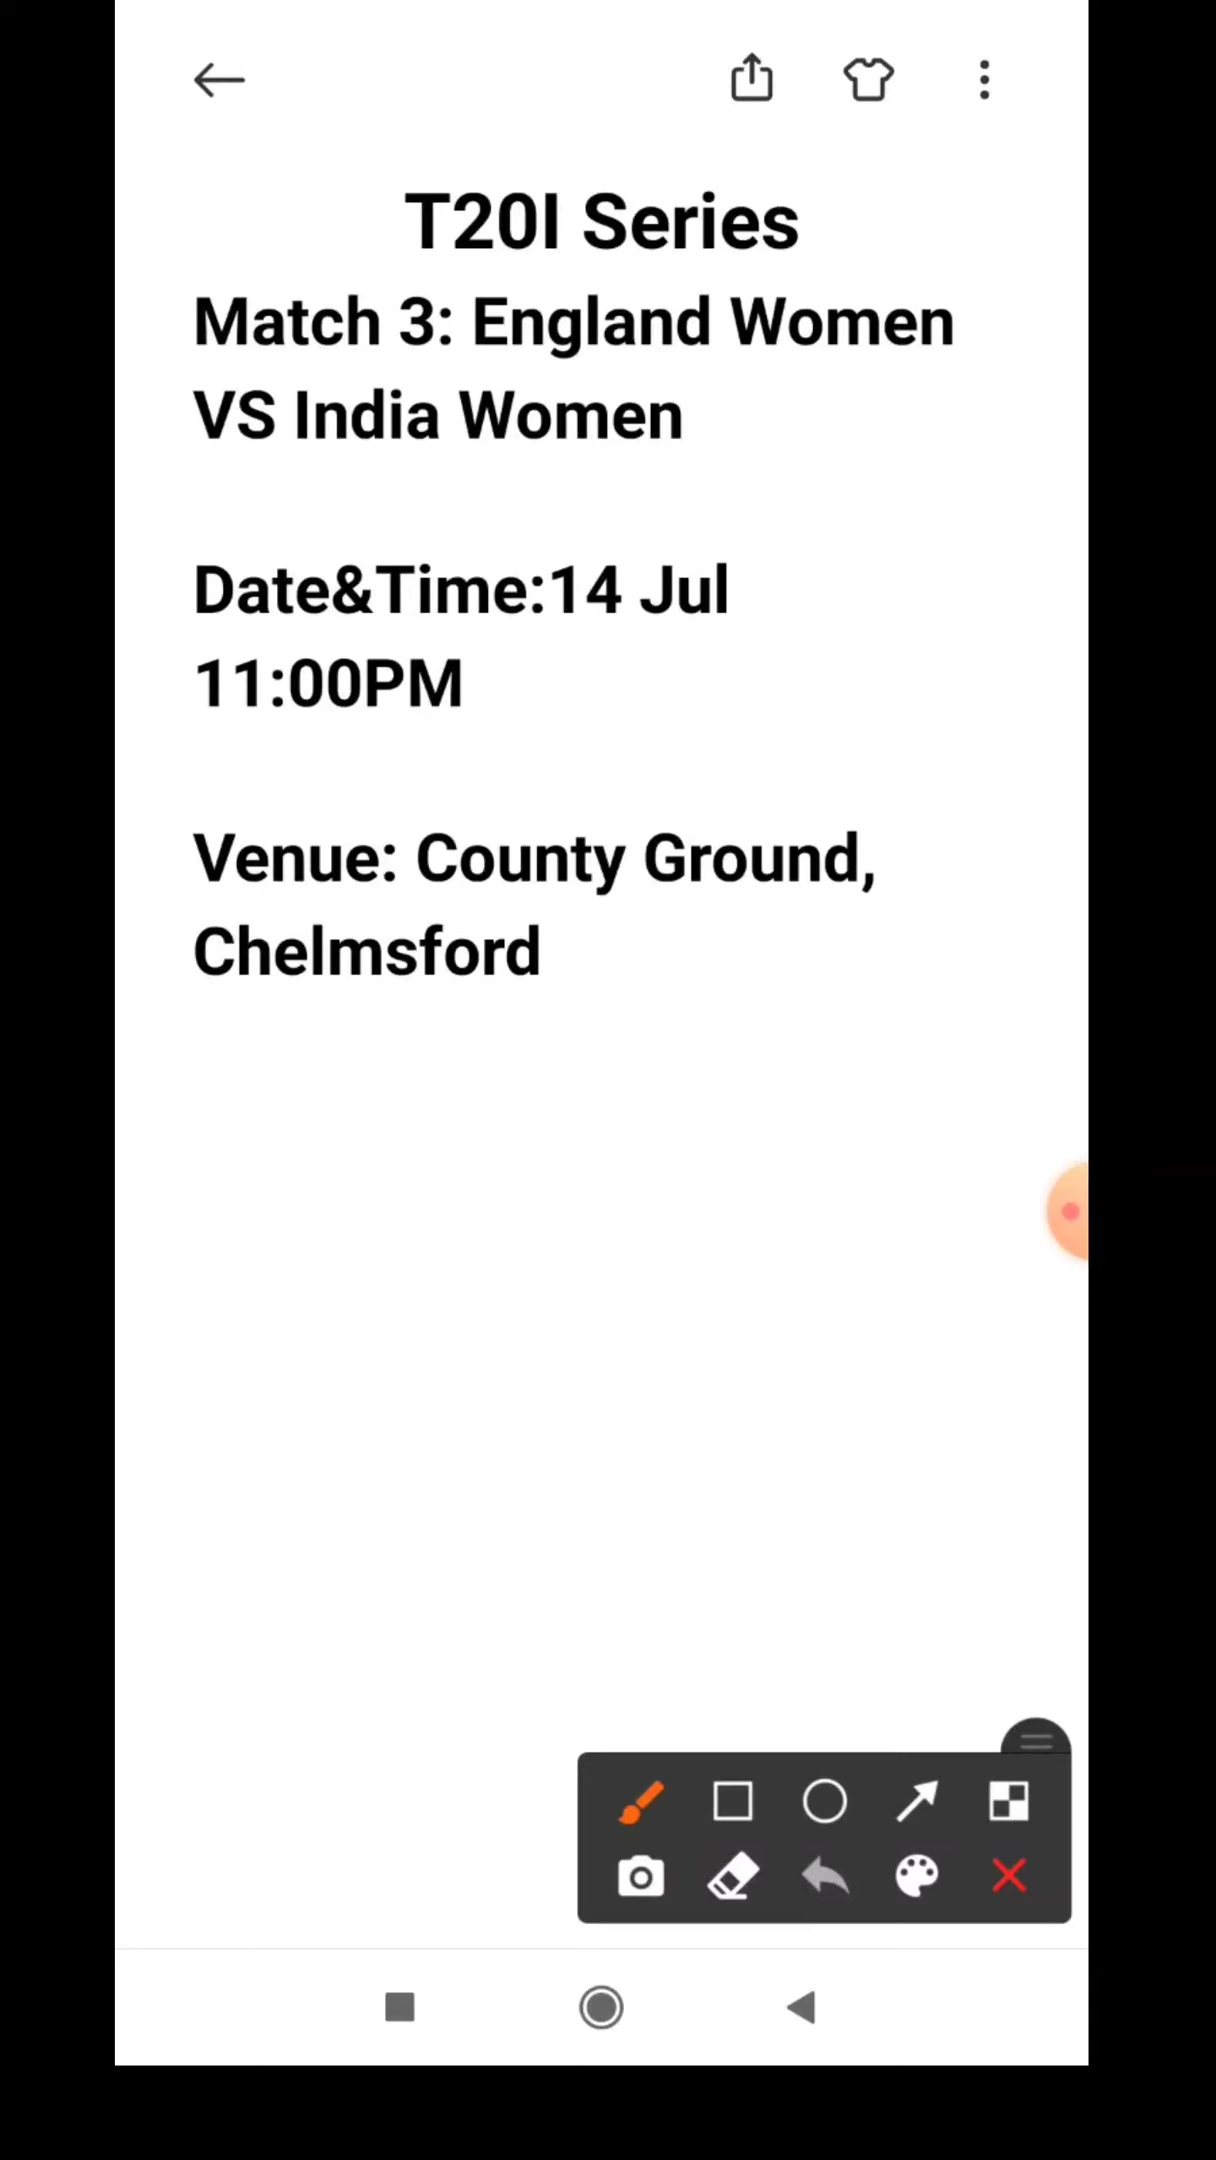 T20I Series
Match 3: England Women
VS India Women
Date&Time:14 Jul
11:00PM
Venue: County Ground,
Chelmsford